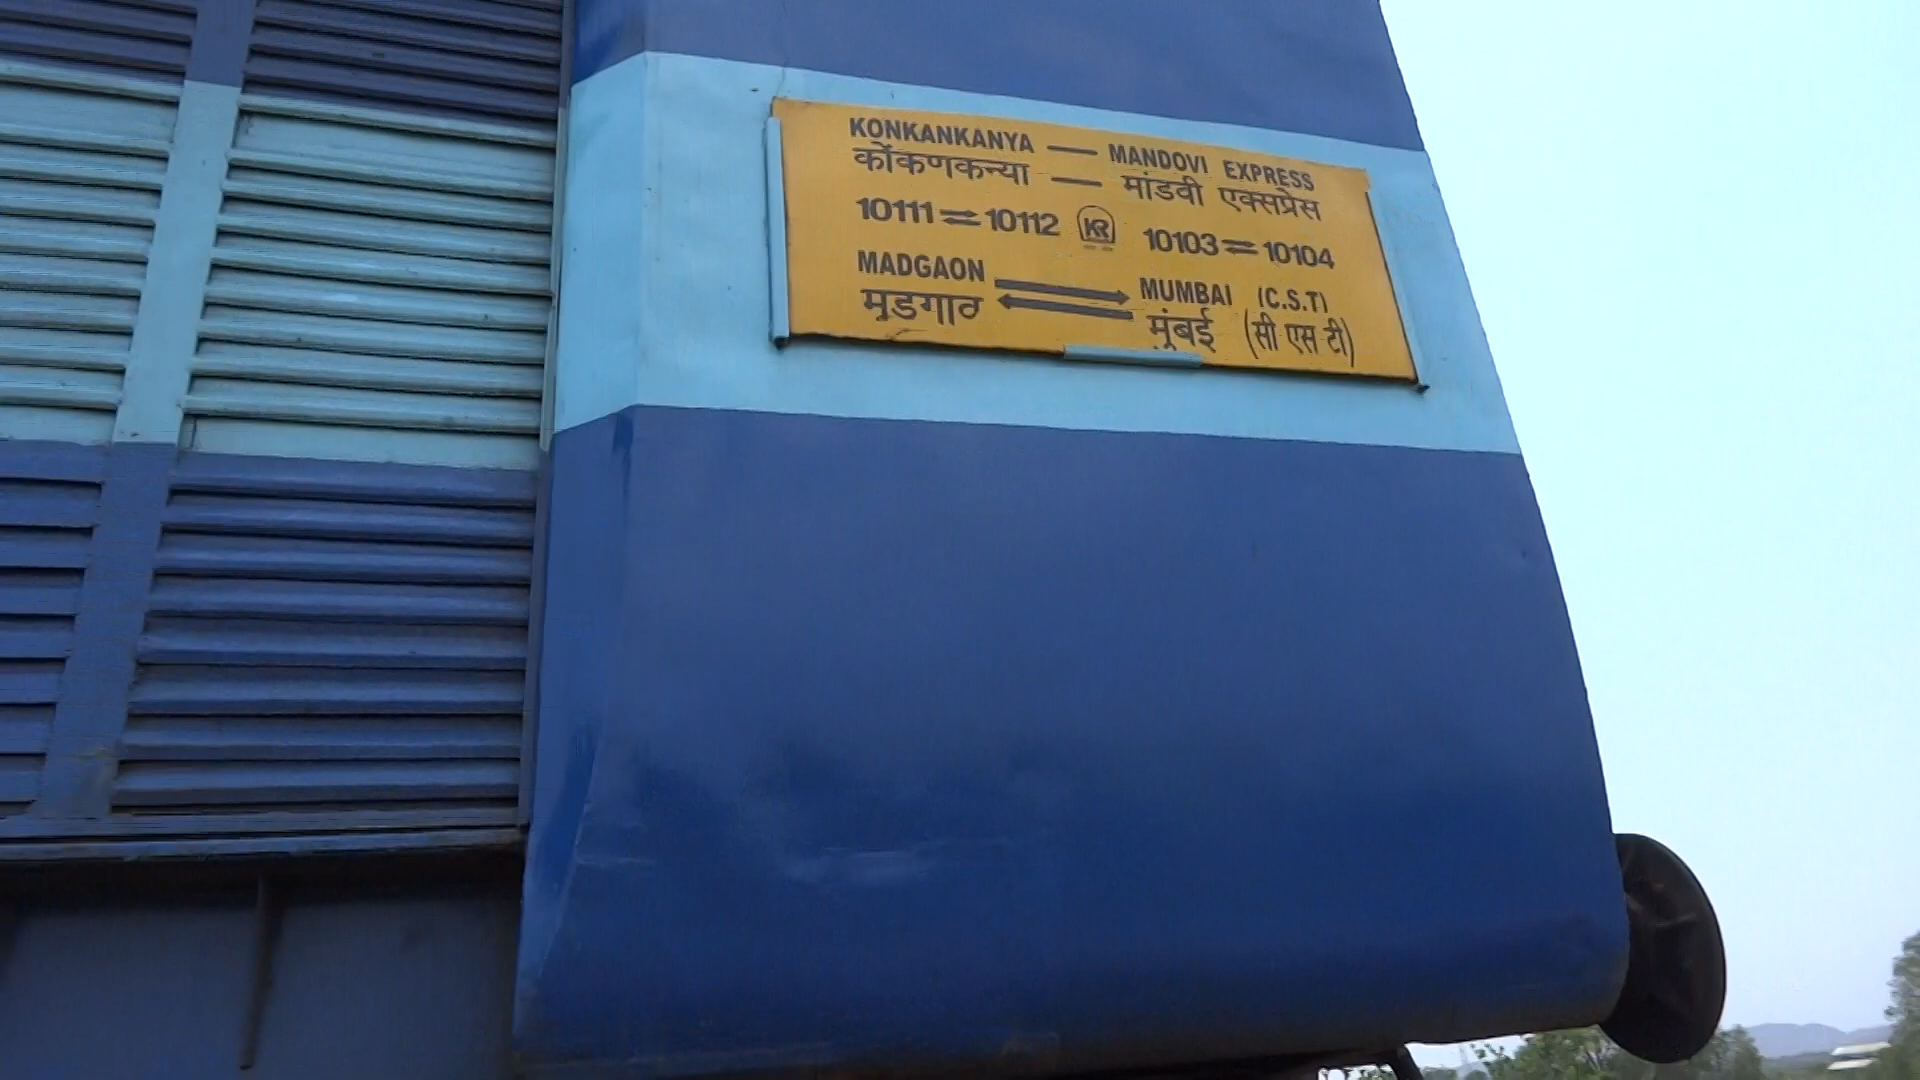 KONKANKANYA — MANDOVI EXPRESS
कोंकणकन्या — मांडवी एक्सप्रेस
10111 ⇌ 10112 KR 10103 ⇌ 10104
MADGAON ⇌ MUMBAI (C.S.T)
मडगाव मुंबई (सी एस टी)